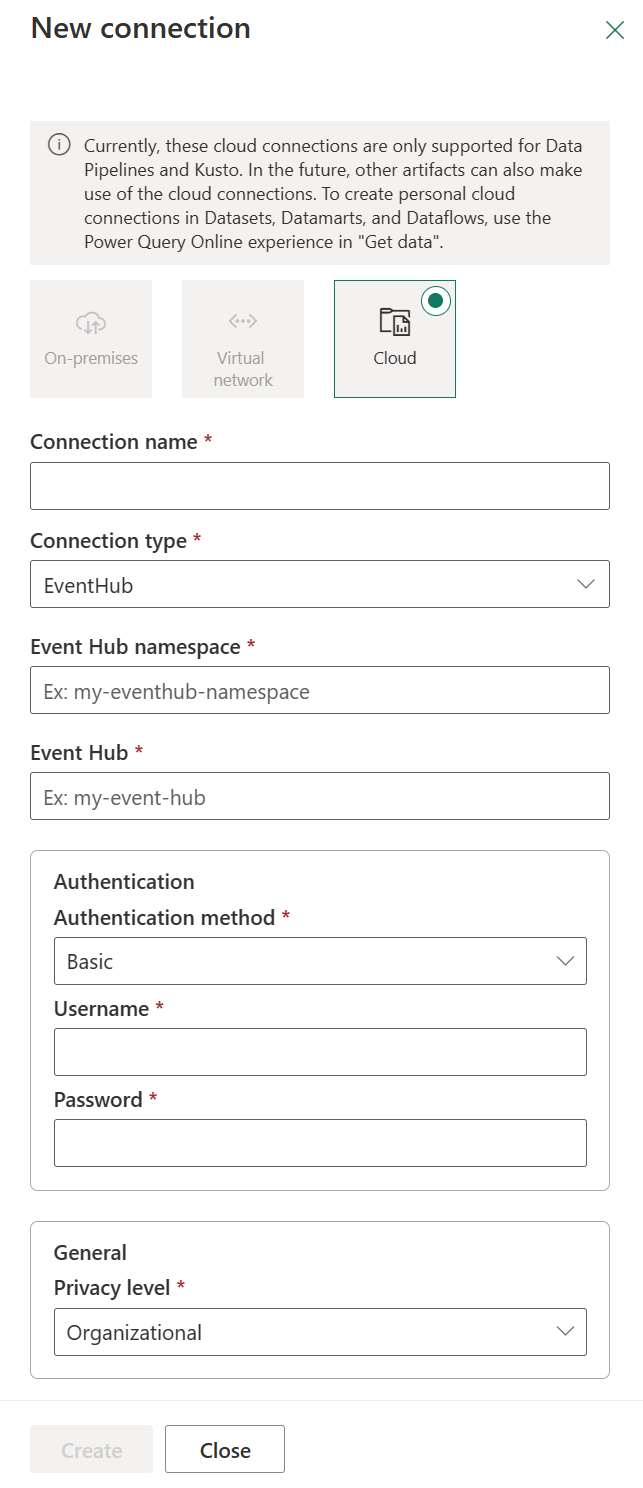 New connection
Currently, these cloud connections are only supported for Data
Pipelines and Kusto. In the future, other artifacts can also make
use of the cloud connections. To create personal cloud
connections in Datasets, Datamarts, and Dataflows, use the
Power Query Online experience in "Get data".
On-premises
Virtual
network
Cloud
Connection name *
Connection type *
EventHub
Event Hub namespace *
Ex: my-eventhub-namespace
Event Hub *
Ex: my-event-hub
Authentication
Authentication method *
Basic
Username *
Password *
General
Privacy level *
Organizational
Create
Close